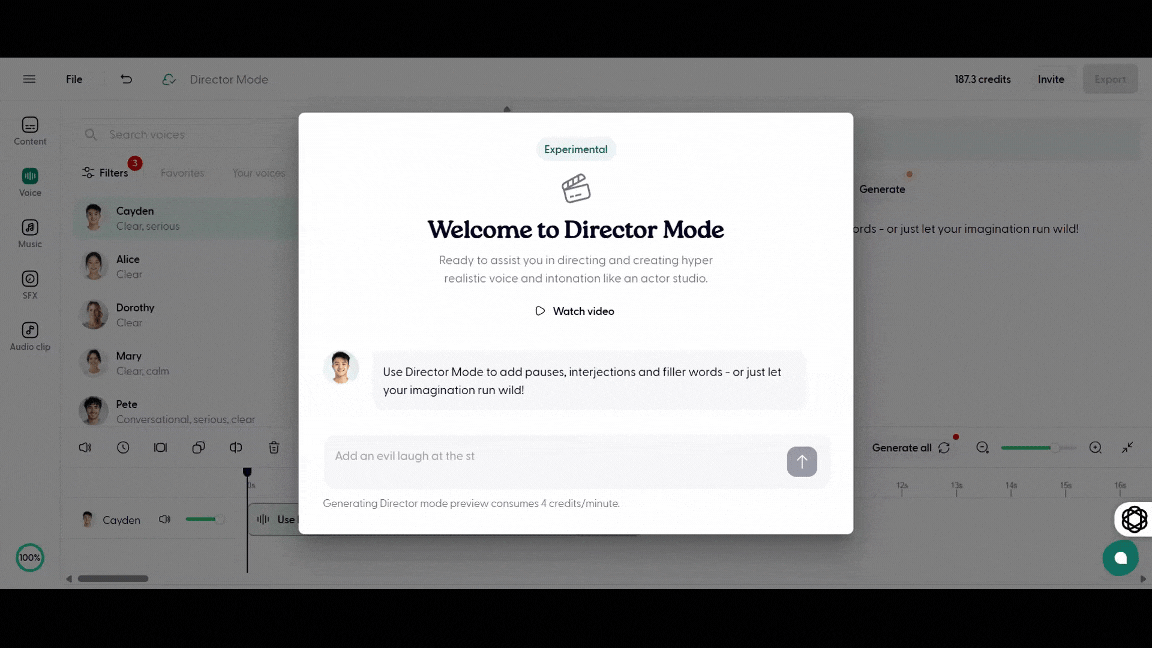 File
Director Mode
187.3 credits
Invite
Export
Content
Voice
Music
SFX
Audio clip
100%
Search voices
Filters
3
Favorites
Your voices
Cayden
Clear, serious
Alice
Clear
Dorothy
Clear
Mary
Clear, calm
Pete
Conversational, serious, clear
Experimental
Welcome to Director Mode
Ready to assist you in directing and creating hyper
realistic voice and intonation like an actor studio.
Watch video
Use Director Mode to add pauses, interjections and filler words - or just let
your imagination run wild!
Add an evil laugh at the st
Generating Director mode preview consumes 4 credits/minute.
Generate
ords - or just let your imagination run wild!
Generate all
0s
12s
13s
14s
15s
16s
Cayden
Use